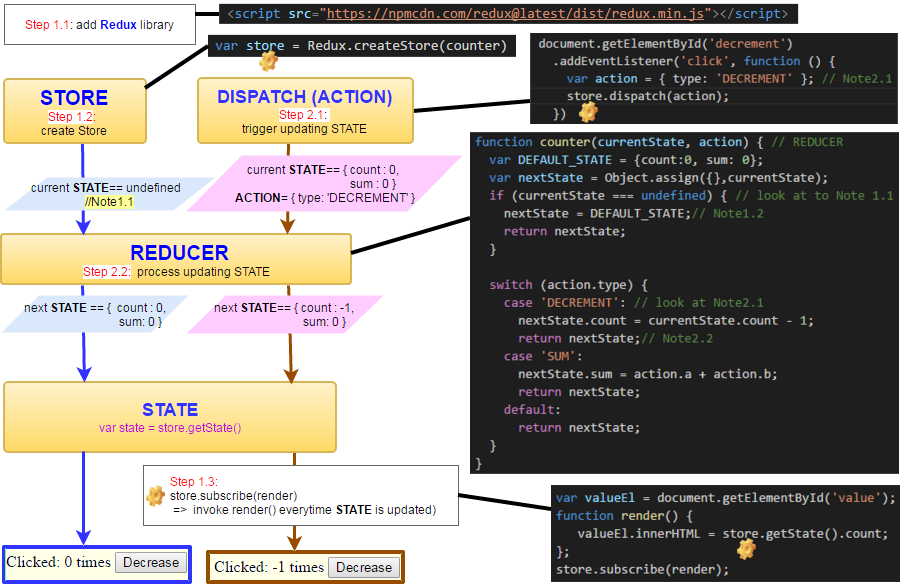 Step 1.1: add Redux library
<script src="https://npmcdn.com/redux@latest/dist/redux.min.js"></script>
var store = Redux.createStore(counter)
document.getElementById('decrement')
.addEventListener('click', function () {
var action = { type: 'DECREMENT' }; // Note2.1
store.dispatch(action);
})
STORE
Step 1.2:
create Store
DISPATCH (ACTION)
Step 2.1:
trigger updating STATE
current STATE== undefined
//Note1.1
current STATE== { count : 0,
sum : 0 }
ACTION= { type: 'DECREMENT' }
function counter(currentState, action) { // REDUCER
var DEFAULT_STATE = {count:0, sum: 0};
var nextState = Object.assign({},currentState);
if (currentState === undefined) { // look at to Note 1.1
nextState = DEFAULT_STATE;// Note1.2
return nextState;
}
switch (action.type) {
case 'DECREMENT': // look at Note2.1
nextState.count = currentState.count - 1;
return nextState;// Note2.2
case 'SUM':
nextState.sum = action.a + action.b;
return nextState;
default:
return nextState;
}
}
REDUCER
Step 2.2: process updating STATE
next STATE == { count : 0,
sum: 0 }
next STATE== { count : -1,
sum: 0 }
STATE
var state = store.getState()
Step 1.3:
store.subscribe(render)
=> invoke render() everytime STATE is updated)
var valueEl = document.getElementById('value');
function render() {
valueEl.innerHTML = store.getState().count;
};
store.subscribe(render);
Clicked: 0 times Decrease
Clicked: -1 times Decrease